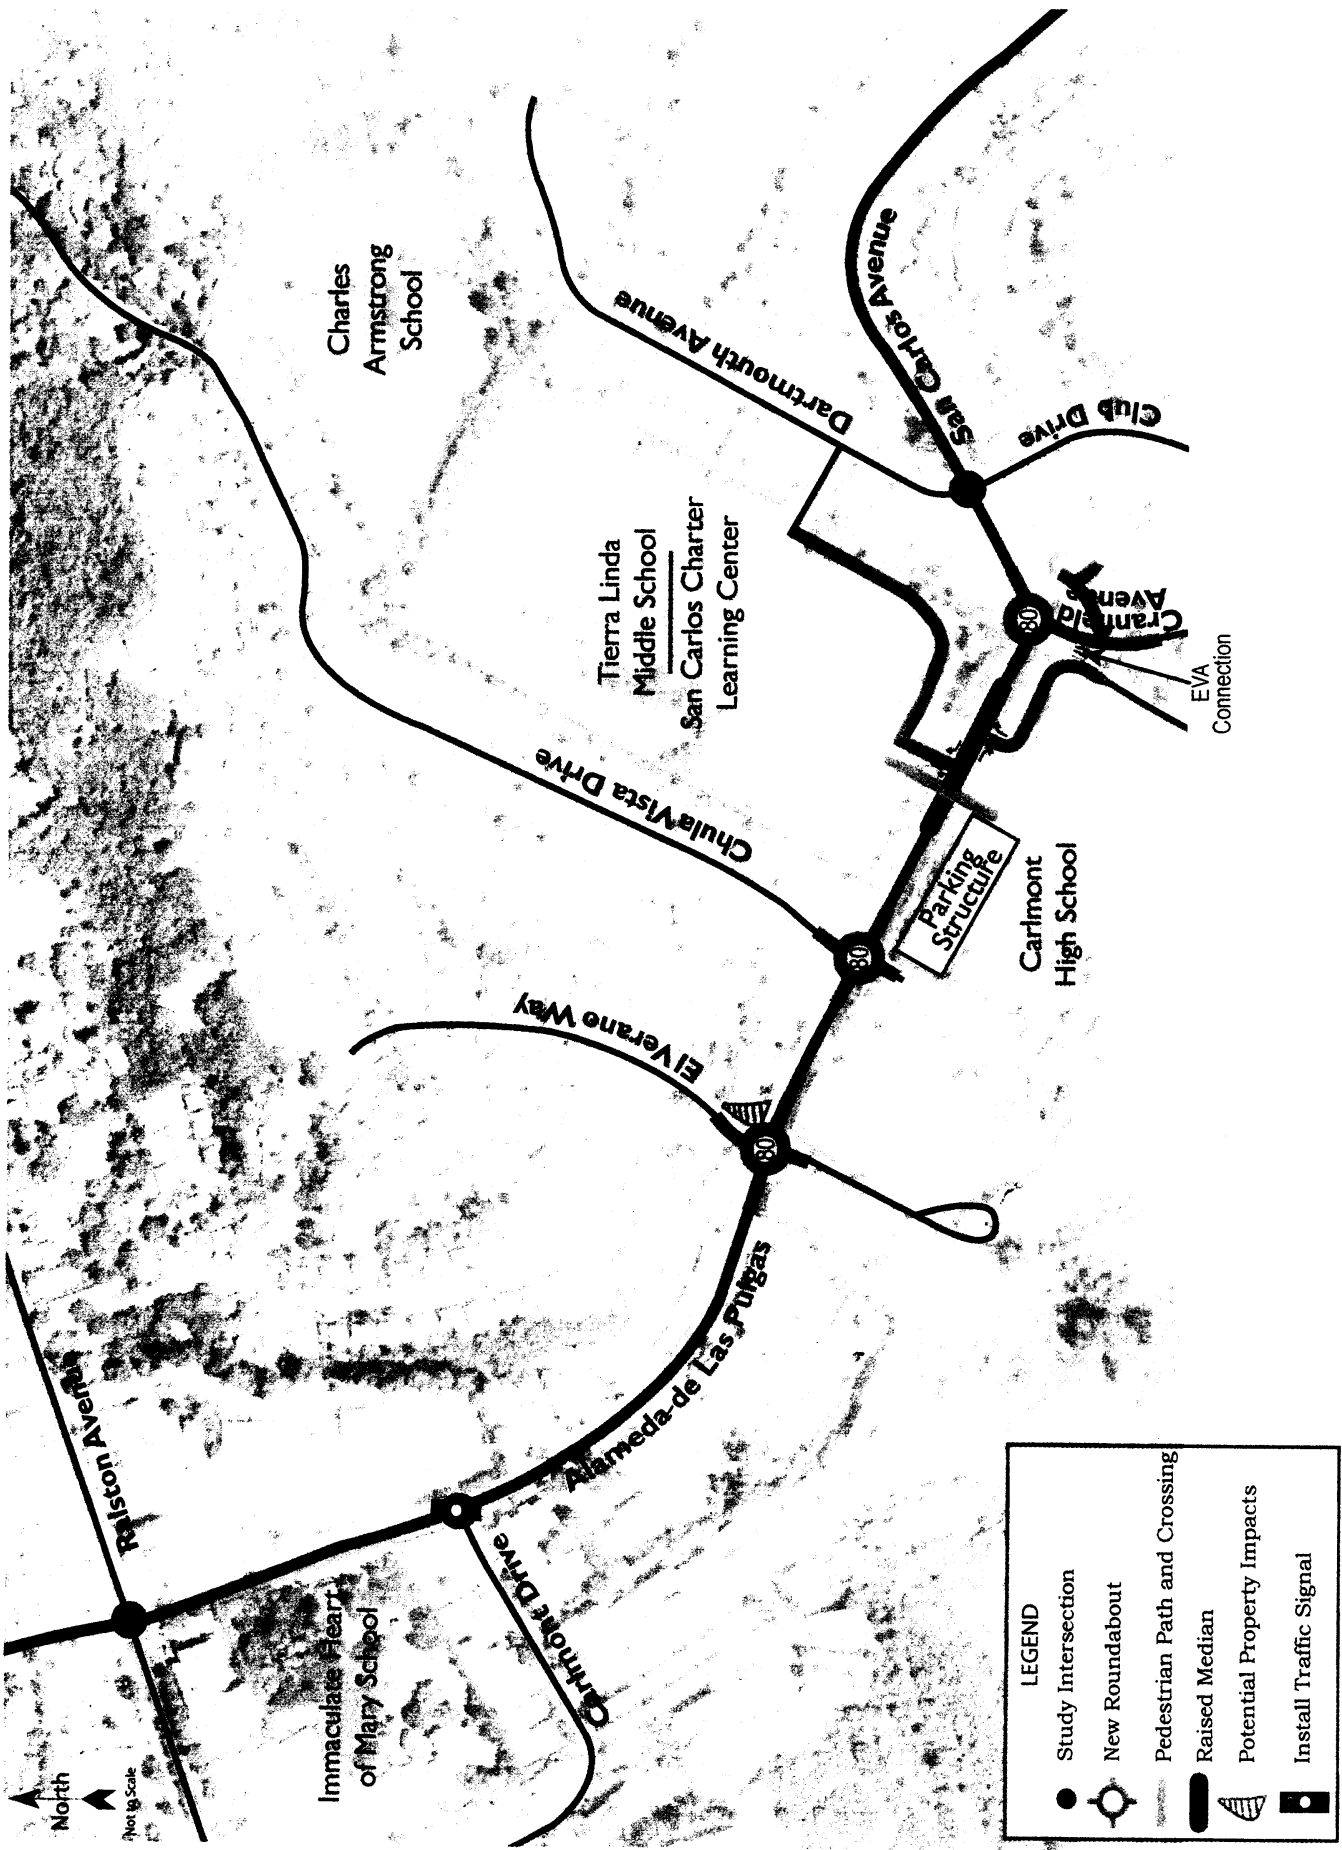 North
Not to Scale
Ralston Avenue
Immaculate Heart
of Mary School
Carlmont Drive
Alameda de Las Pulgas
El Verano Way
80
Chula Vista Drive
80
Charles
Armstrong
School
Tierra Linda
Middle School
San Carlos Charter
Learning Center
Dartmouth Avenue
San Carlos Avenue
Club Drive
80
Cranfield
Avenue
EVA
Connection
Parking
Structure
Carlmont
High School
LEGEND
Study Intersection
New Roundabout
Pedestrian Path and Crossing
Raised Median
Potential Property Impacts
Install Traffic Signal